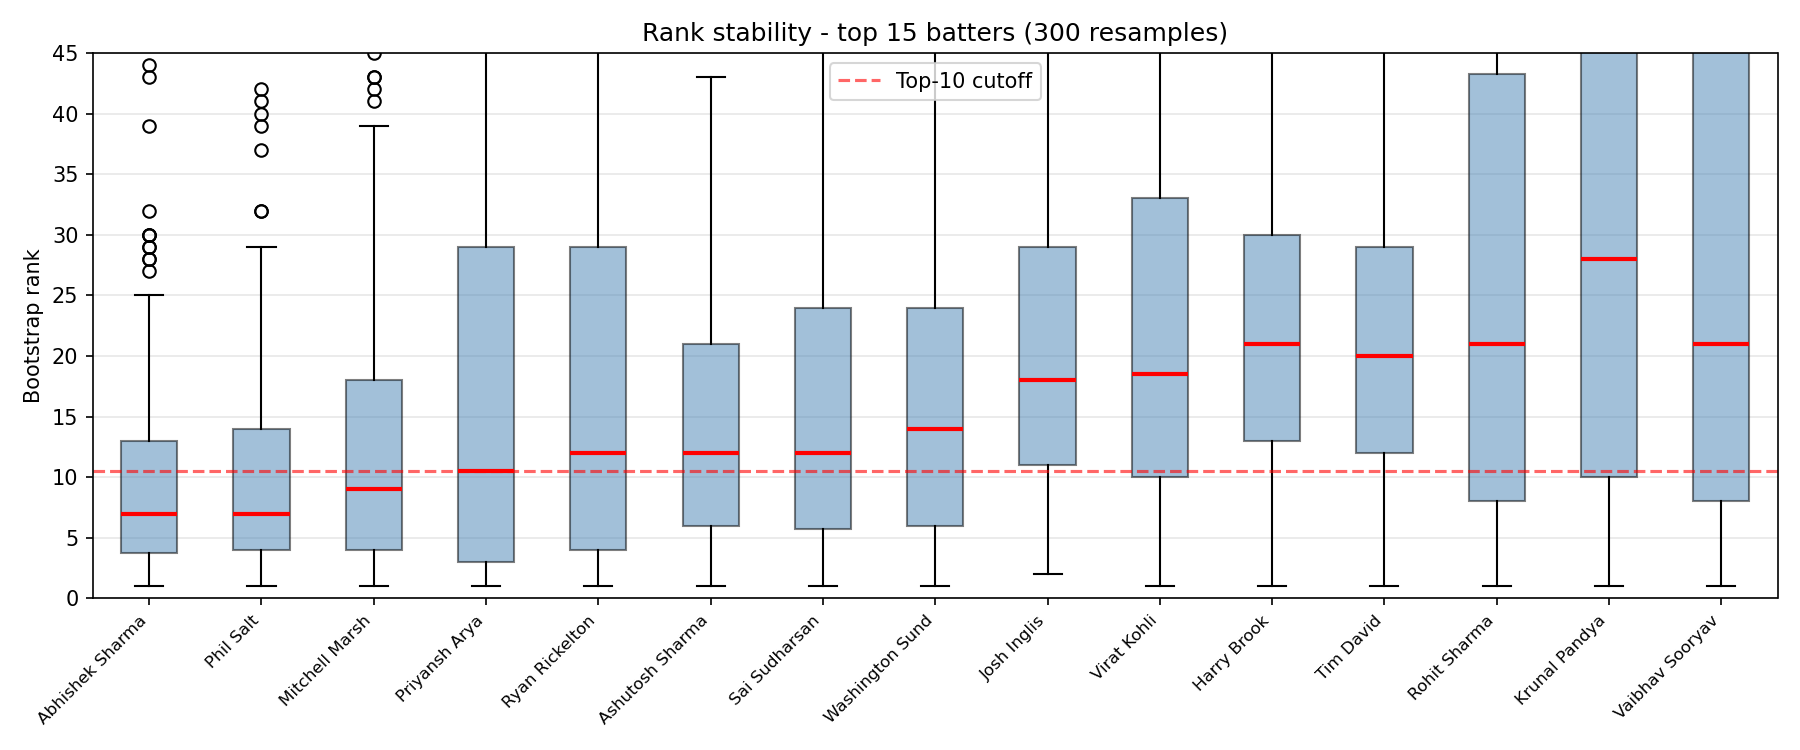 Rank stability - top 15 batters (300 resamples)
Top-10 cutoff
Bootstrap rank
45
40
35
30
25
20
15
10
5
0
Abhishek Sharma
Phil Salt
Mitchell Marsh
Priyansh Arya
Ryan Rickelton
Ashutosh Sharma
Sai Sudharsan
Washington Sund
Josh Inglis
Virat Kohli
Harry Brook
Tim David
Rohit Sharma
Krunal Pandya
Vaibhav Sooryav